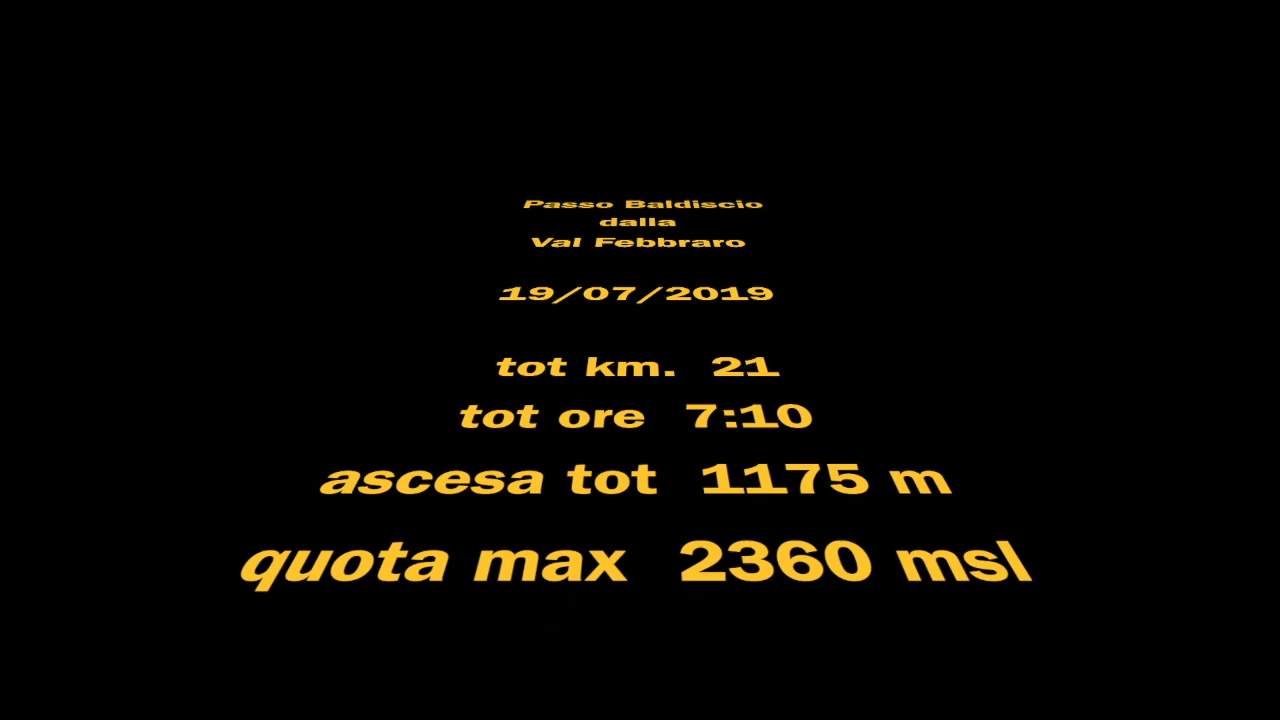 Passo Baldiscio
dalla
Val Febbraro
19/07/2019
tot km. 21
tot ore 7:10
ascesa tot 1175 m
quota max 2360 msl